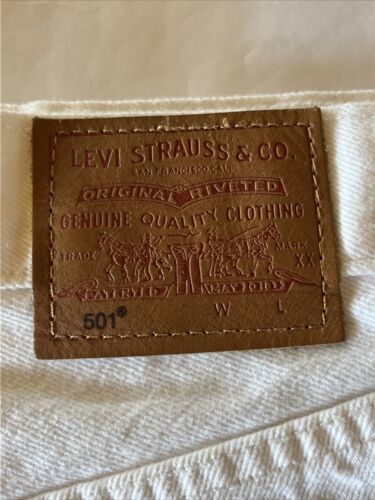 LEVI STRAUSS & CO.
SAN FRANCISCO, CAL.
ORIGINAL RIVETED
GENUINE QUALITY CLOTHING
TRADE MARK
XX
PATENTED MAY 20 1873
501® W L